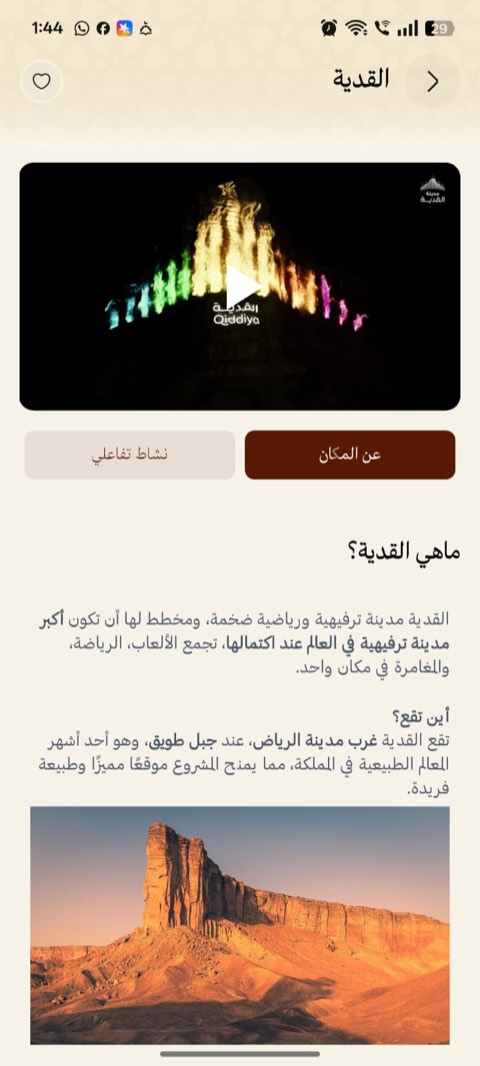 1:44
29
القدية
مدينة
القدية
القدية
Qiddiya
عن المكان
نشاط تفاعلي
ماهي القدية؟
القدية مدينة ترفيهية ورياضية ضخمة، ومخطط لها أن تكون أكبر
مدينة ترفيهية في العالم عند اكتمالها، تجمع الألعاب، الرياضة،
والمغامرة في مكان واحد.
أين تقع؟
تقع القدية غرب مدينة الرياض، عند جبل طويق، وهو أحد أشهر
المعالم الطبيعية في المملكة، مما يمنح المشروع موقعًا مميزًا وطبيعة
فريدة.